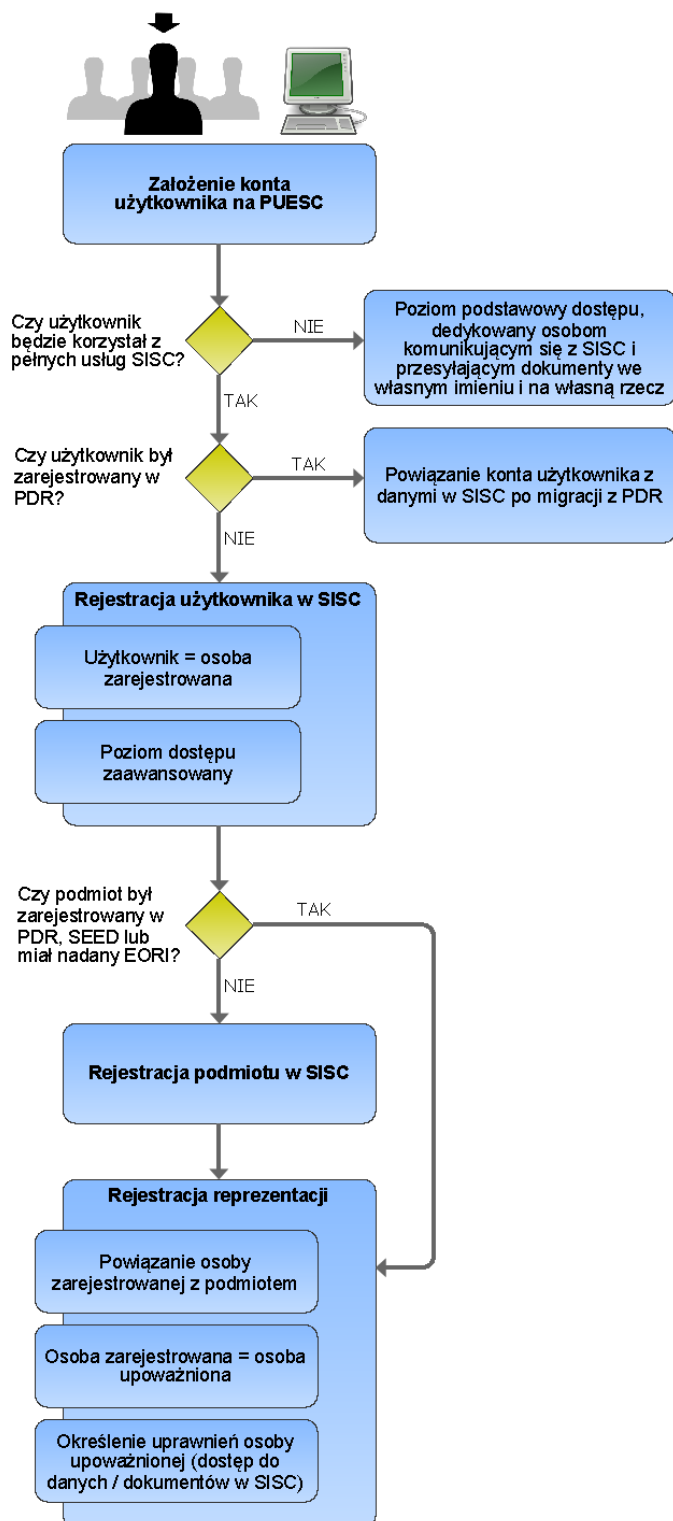 Założenie konta
użytkownika na PUESC
Czy użytkownik
będzie korzystał z
pełnych usług SISC?
NIE
Poziom podstawowy dostępu,
dedykowany osobom
komunikującym się z SISC i
przesyłającym dokumenty we
własnym imieniu i na własną rzecz
TAK
Czy użytkownik był
zarejestrowany w
PDR?
TAK
Powiązanie konta użytkownika z
danymi w SISC po migracji z PDR
NIE
Rejestracja użytkownika w SISC
Użytkownik = osoba
zarejestrowana
Poziom dostępu
zaawansowany
Czy podmiot był
zarejestrowany w
PDR, SEED lub
miał nadany EORI?
TAK
NIE
Rejestracja podmiotu w SISC
Rejestracja reprezentacji
Powiązanie osoby
zarejestrowanej z podmiotem
Osoba zarejestrowana = osoba
upoważniona
Określenie uprawnień osoby
upoważnionej (dostęp do
danych / dokumentów w SISC)